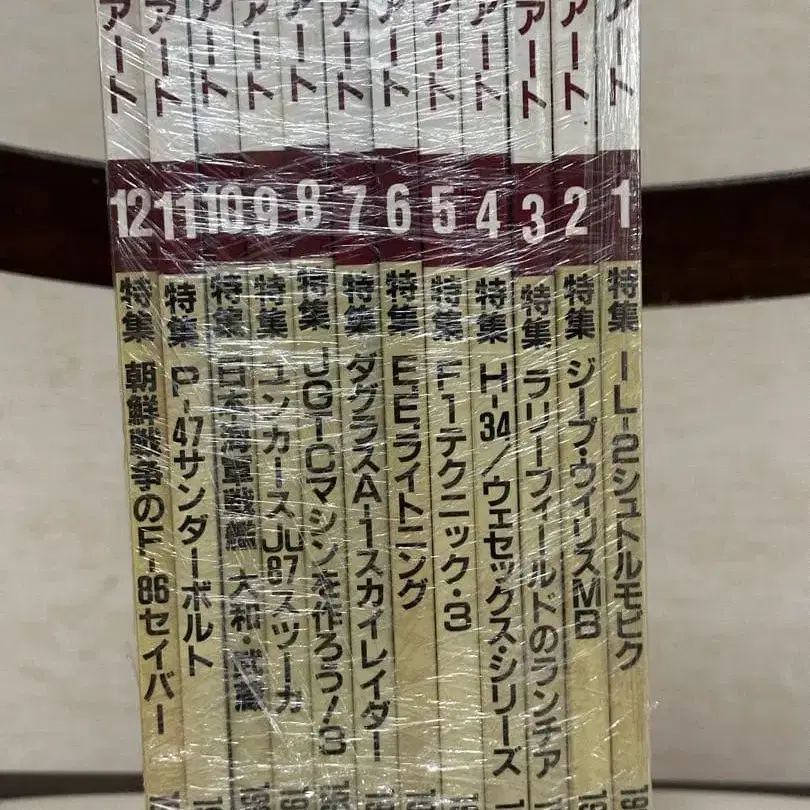 アート
12
特集
朝鮮戦争のF-86セイバー
アート
11
特集
P-47サンダーボルト
アート
10
特集
日本海軍戦艦 大和・武蔵
アート
9
特集
ユンカースJU87スツーカ
アート
8
特集
JGTCマシンを作ろう!3
アート
7
特集
ダグラスA-1スカイレイダー
アート
6
特集
E.E.ライトニング
アート
5
特集
F1テクニック・3
アート
4
特集
H-34/ウェセックス・シリーズ
アート
3
特集
ラリーフィールドのランチア
アート
2
特集
ジープ・ウイリスMB
アート
1
特集
IL-2シュトルモビク